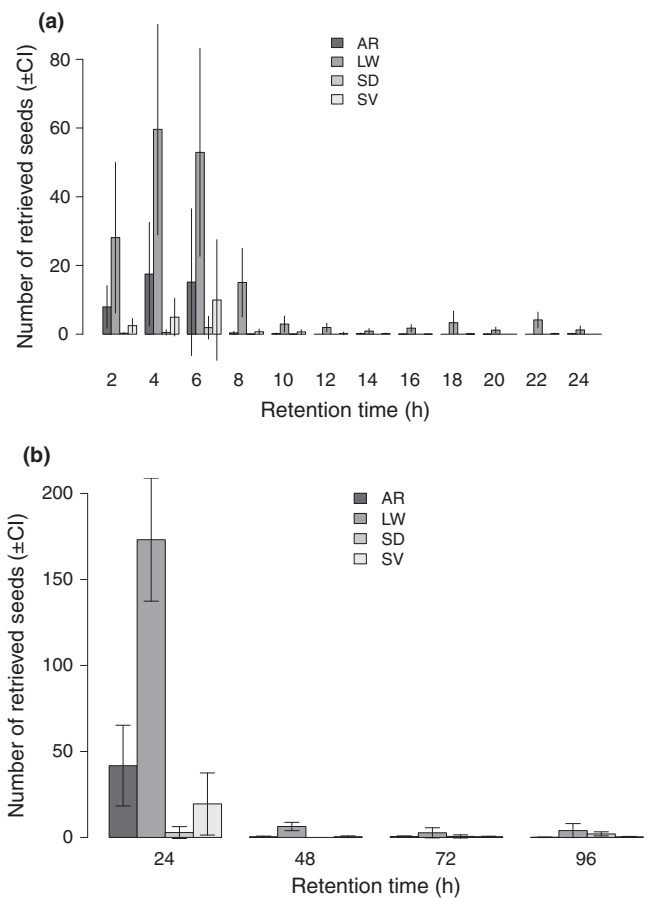 (a)
Number of retrieved seeds (±CI)
80
60
40
20
0
AR
LW
SD
SV
2 4 6 8 10 12 14 16 18 20 22 24
Retention time (h)
(b)
Number of retrieved seeds (±CI)
200
150
100
50
0
AR
LW
SD
SV
24 48 72 96
Retention time (h)